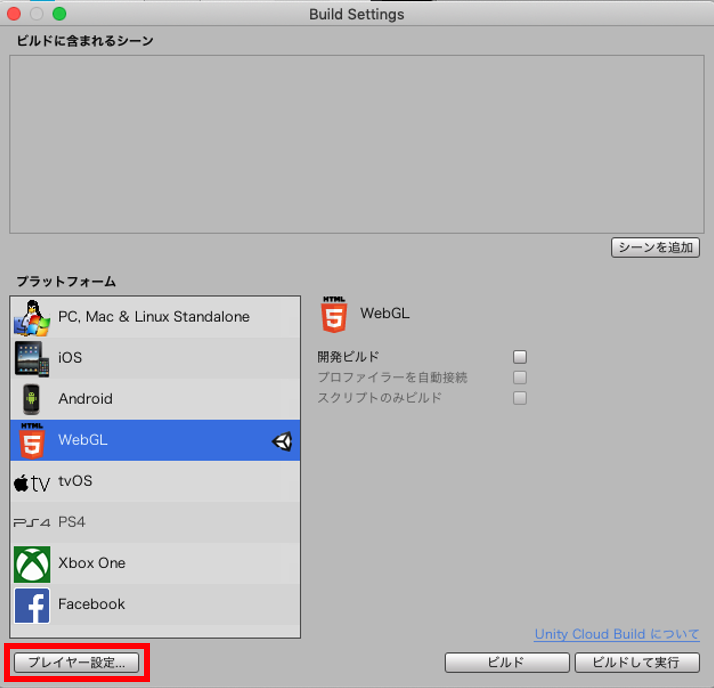 Build Settings
ビルドに含まれるシーン
シーンを追加
プラットフォーム
PC, Mac & Linux Standalone
iOS
Android
HTML
5
WebGL
tv
tvOS
PS4
PS4
Xbox One
Facebook
HTML
5
WebGL
開発ビルド
プロファイラーを自動接続
スクリプトのみビルド
Unity Cloud Build について
プレイヤー設定...
ビルド
ビルドして実行